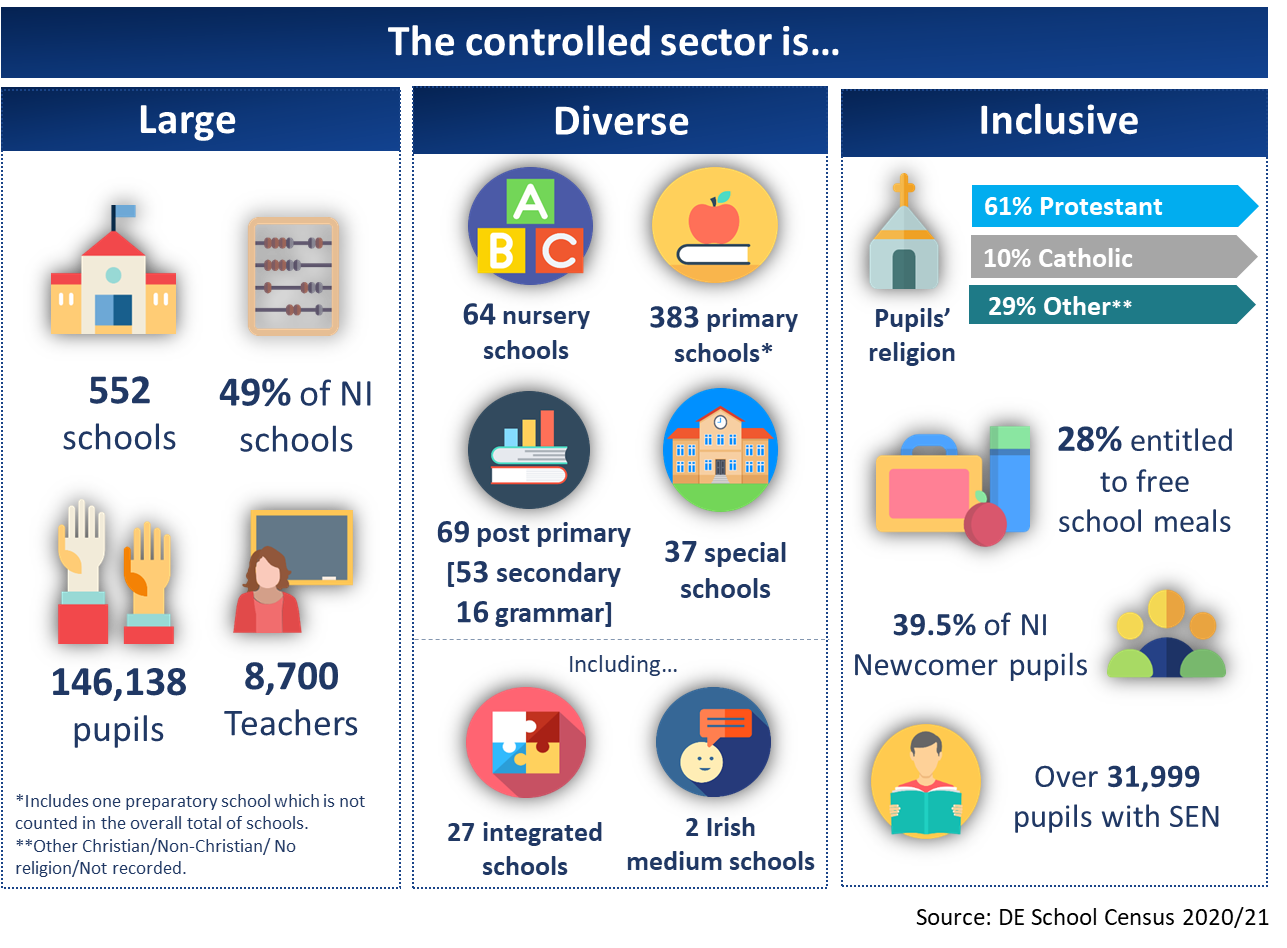 The controlled sector is...
Large
552
schools
49% of NI
schools
146,138
pupils
8,700
Teachers
*Includes one preparatory school which is not
counted in the overall total of schools.
**Other Christian/Non-Christian/ No
religion/Not recorded.
Diverse
A
B C
64 nursery
schools
383 primary
schools*
69 post primary
[53 secondary
16 grammar]
37 special
schools
Including...
27 integrated
schools
2 Irish
medium schools
Inclusive
Pupils’
religion
61% Protestant
10% Catholic
29% Other**
28% entitled
to free
school meals
39.5% of NI
Newcomer pupils
Over 31,999
pupils with SEN
Source: DE School Census 2020/21